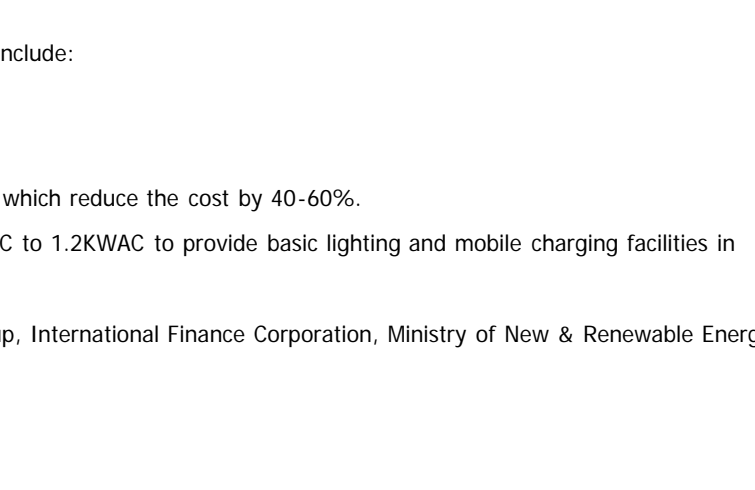 nclude:
which reduce the cost by 40-60%.
C to 1.2KWAC to provide basic lighting and mobile charging facilities in
up, International Finance Corporation, Ministry of New & Renewable Energ